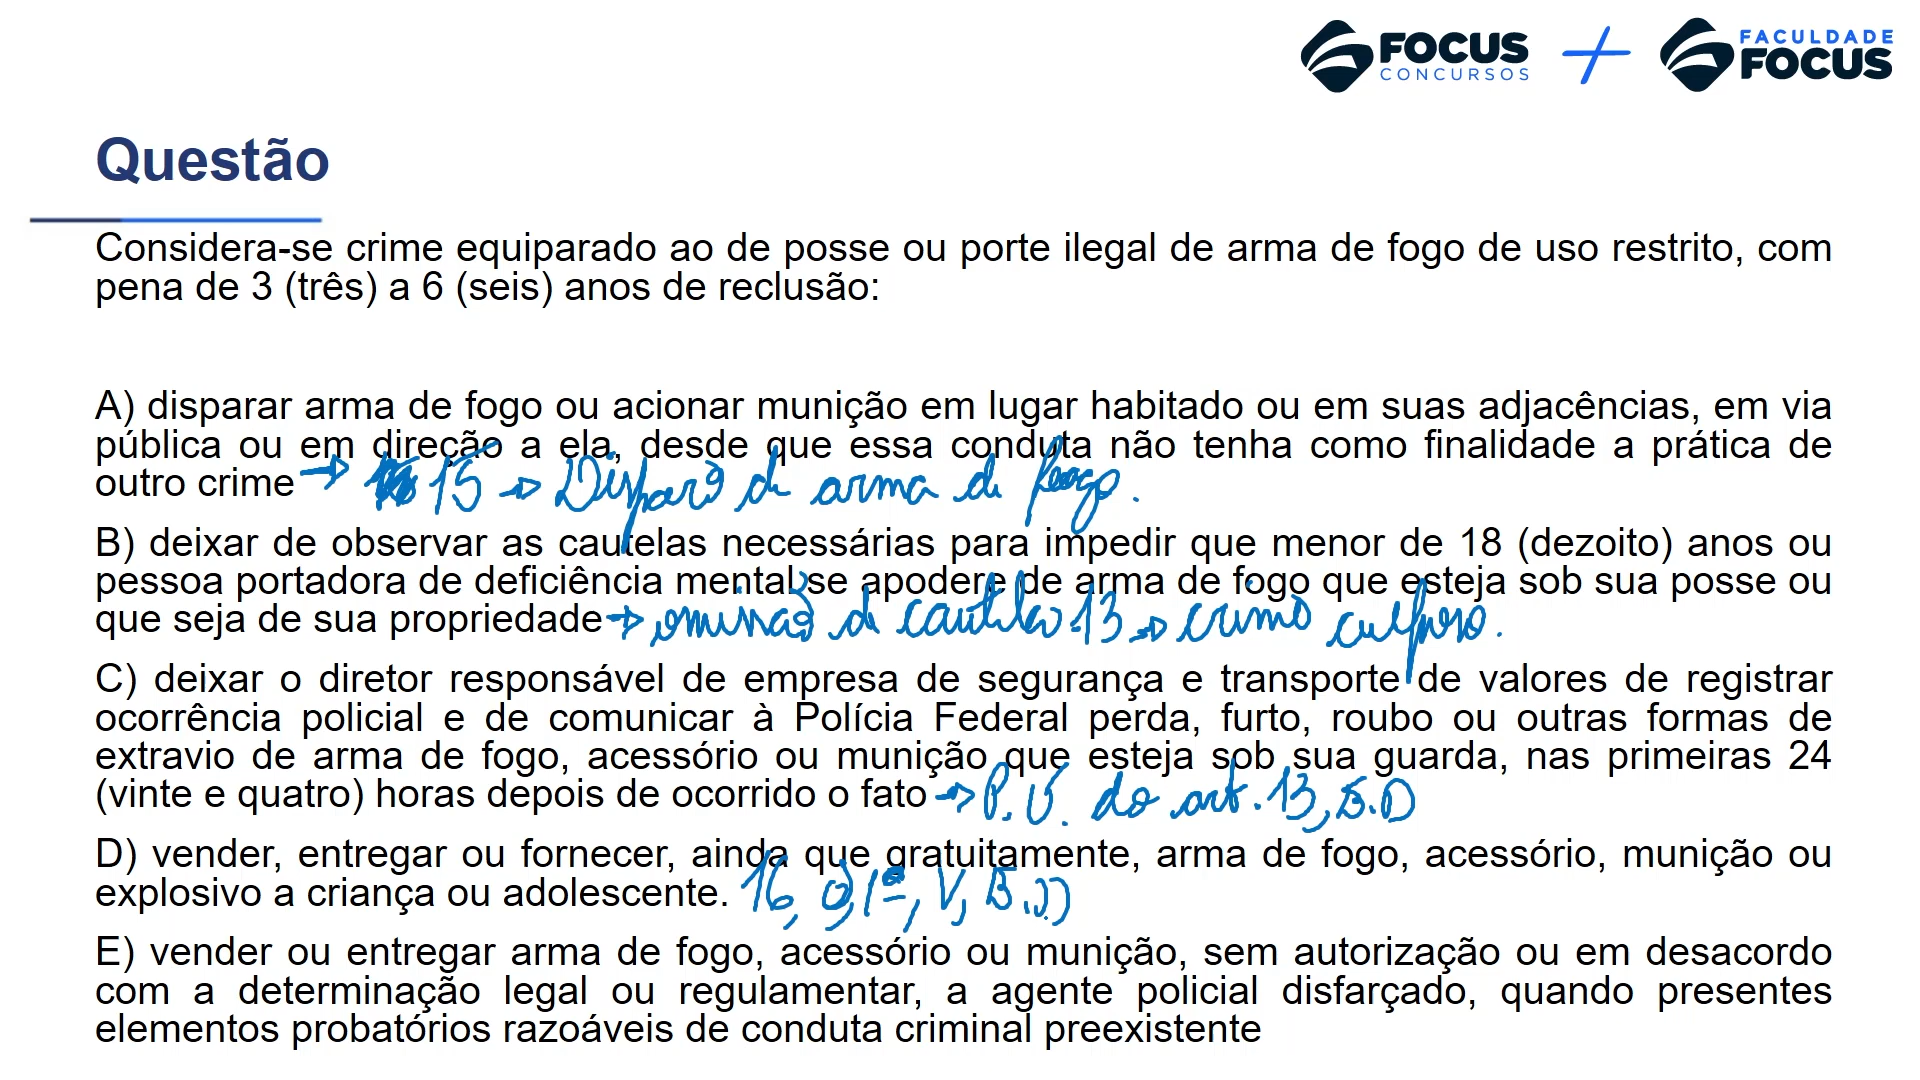 FOCUS CONCURSOS + FACULDADE FOCUS
Questão
Considera-se crime equiparado ao de posse ou porte ilegal de arma de fogo de uso restrito, com
pena de 3 (três) a 6 (seis) anos de reclusão:
A) disparar arma de fogo ou acionar munição em lugar habitado ou em suas adjacências, em via
pública ou em direção a ela, desde que essa conduta não tenha como finalidade a prática de
outro crime → 15 → Disparo de arma de fogo.
B) deixar de observar as cautelas necessárias para impedir que menor de 18 (dezoito) anos ou
pessoa portadora de deficiência mental se apodere de arma de fogo que esteja sob sua posse ou
que seja de sua propriedade → omissão de cautela 13 → crime culposo.
C) deixar o diretor responsável de empresa de segurança e transporte de valores de registrar
ocorrência policial e de comunicar à Polícia Federal perda, furto, roubo ou outras formas de
extravio de arma de fogo, acessório ou munição que esteja sob sua guarda, nas primeiras 24
(vinte e quatro) horas depois de ocorrido o fato → P. U. do art. 13, E.D
D) vender, entregar ou fornecer, ainda que gratuitamente, arma de fogo, acessório, munição ou
explosivo a criança ou adolescente. 16, §1º, V, E.D
E) vender ou entregar arma de fogo, acessório ou munição, sem autorização ou em desacordo
com a determinação legal ou regulamentar, a agente policial disfarçado, quando presentes
elementos probatórios razoáveis de conduta criminal preexistente